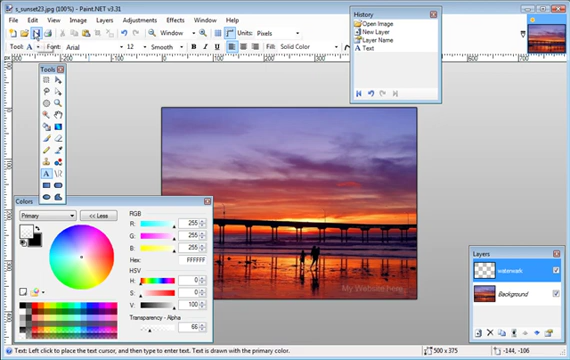 s_sunset23.jpg (100%) - Paint.NET v3.31
File Edit View Image Layers Adjustments Effects Window Help
Units: Pixels
Tool: Font: Arial 12 Smooth Fill: Solid Color
Tools
History
Open Image
New Layer
Layer Name
Text
Colors
Primary
<< Less
RGB
R: 255
G: 255
B: 255
Hex: FFFFFF
HSV
H: 0
S: 0
V: 100
Transparency - Alpha
66
My Website
Layers
waterwark
Background
Text: Left click to place the text cursor, and then type to enter text. Text is drawn with the primary color.
500 x 375
-144, -106